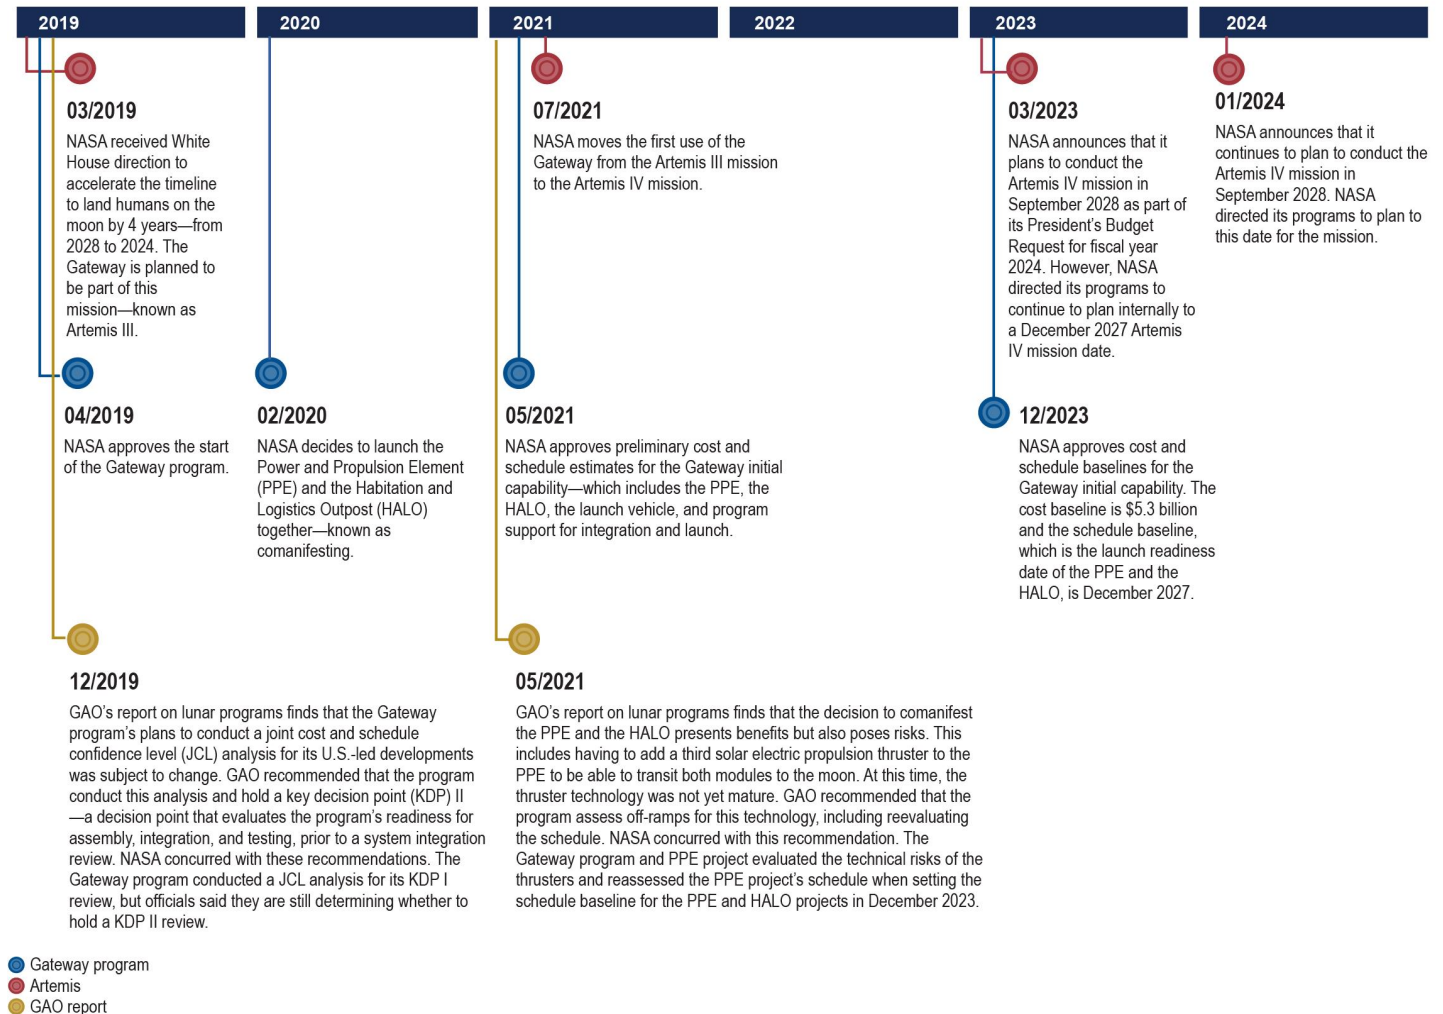 2019
2020
2021
2022
2023
2024
03/2019
NASA received White
House direction to
accelerate the timeline
to land humans on the
moon by 4 years—from
2028 to 2024. The
Gateway is planned to
be part of this
mission—known as
Artemis III.
07/2021
NASA moves the first use of the
Gateway from the Artemis III mission
to the Artemis IV mission.
03/2023
NASA announces that it
plans to conduct the
Artemis IV mission in
September 2028 as part of
its President’s Budget
Request for fiscal year
2024. However, NASA
directed its programs to
continue to plan internally to
a December 2027 Artemis
IV mission date.
01/2024
NASA announces that it
continues to plan to conduct the
Artemis IV mission in
September 2028. NASA
directed its programs to plan to
this date for the mission.
04/2019
NASA approves the start
of the Gateway program.
02/2020
NASA decides to launch the
Power and Propulsion Element
(PPE) and the Habitation and
Logistics Outpost (HALO)
together—known as
comanifesting.
05/2021
NASA approves preliminary cost and
schedule estimates for the Gateway initial
capability—which includes the PPE, the
HALO, the launch vehicle, and program
support for integration and launch.
12/2023
NASA approves cost and
schedule baselines for the
Gateway initial capability. The
cost baseline is $5.3 billion
and the schedule baseline,
which is the launch readiness
date of the PPE and the
HALO, is December 2027.
12/2019
GAO’s report on lunar programs finds that the Gateway
program’s plans to conduct a joint cost and schedule
confidence level (JCL) analysis for its U.S.-led developments
was subject to change. GAO recommended that the program
conduct this analysis and hold a key decision point (KDP) II
—a decision point that evaluates the program’s readiness for
assembly, integration, and testing, prior to a system integration
review. NASA concurred with these recommendations. The
Gateway program conducted a JCL analysis for its KDP I
review, but officials said they are still determining whether to
hold a KDP II review.
05/2021
GAO’s report on lunar programs finds that the decision to comanifest
the PPE and the HALO presents benefits but also poses risks. This
includes having to add a third solar electric propulsion thruster to the
PPE to be able to transit both modules to the moon. At this time, the
thruster technology was not yet mature. GAO recommended that the
program assess off-ramps for this technology, including reevaluating
the schedule. NASA concurred with this recommendation. The
Gateway program and PPE project evaluated the technical risks of the
thrusters and reassessed the PPE project’s schedule when setting the
schedule baseline for the PPE and HALO projects in December 2023.
Gateway program
Artemis
GAO report